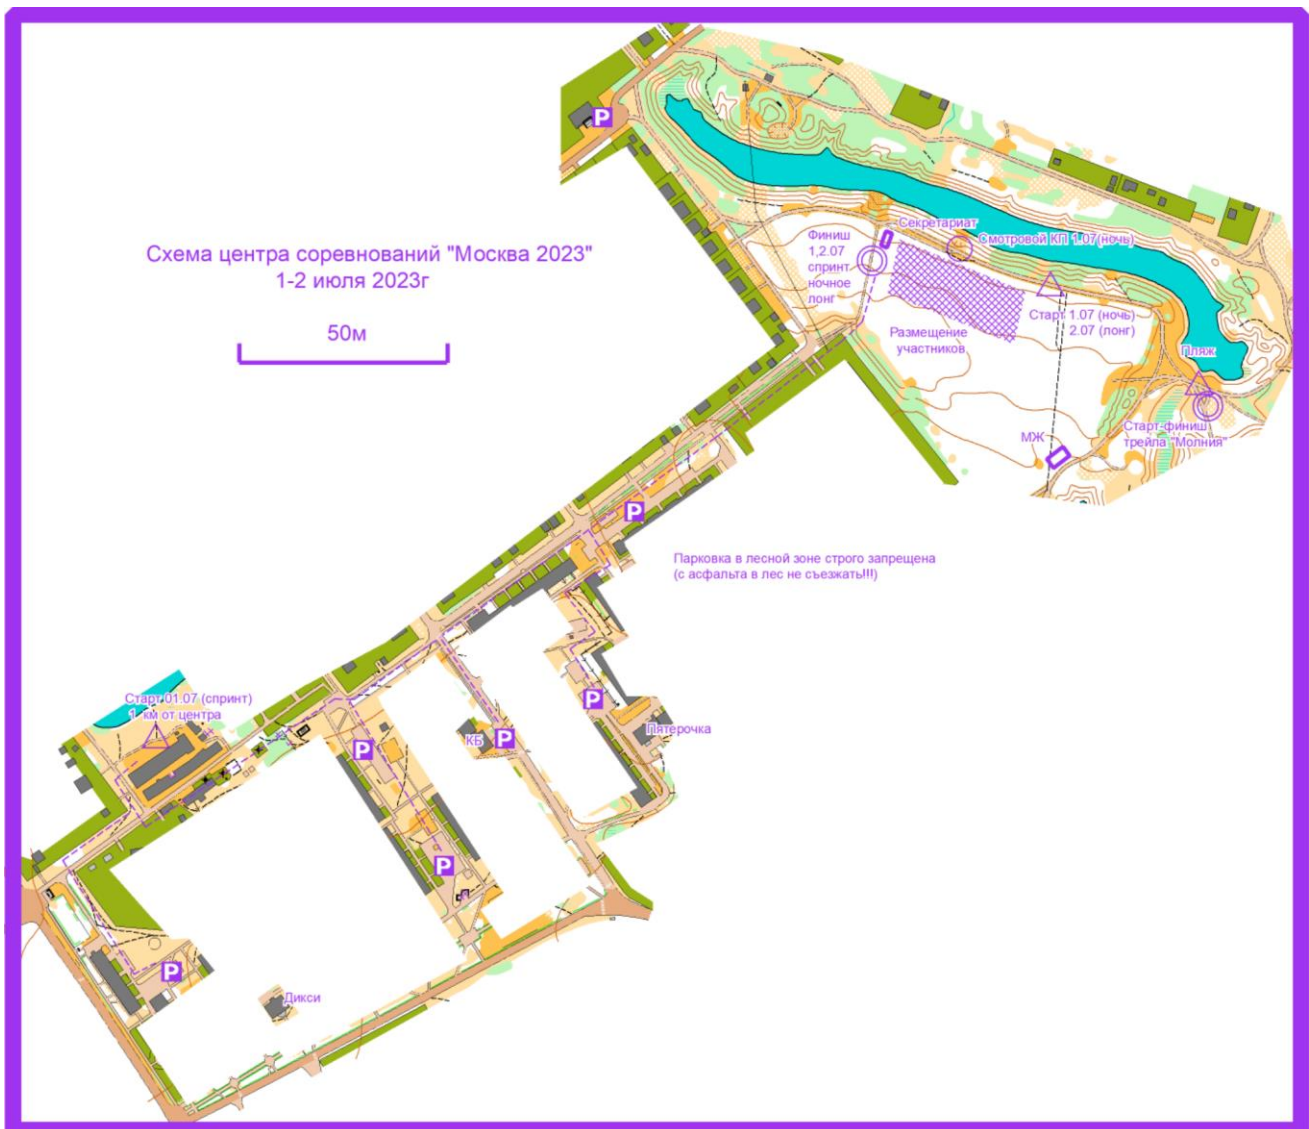 Схема центра соревнований "Москва 2023"
1-2 июля 2023г
50м
P
Секретариат
Смотровой КП 1.07(ночь)
Финиш
1,2.07
спринт
ночное
лонг
Старт 1.07 (ночь)
2.07 (лонг)
Размещение
участников
Пляж
Старт-финиш
трейла "Молния"
МЖ
P
Парковка в лесной зоне строго запрещена
(с асфальта в лес не съезжать!!!)
Старт 01.07 (спринт)
1 км от центра
P
Пятерочка
КБ
P
P
P
P
Дикси